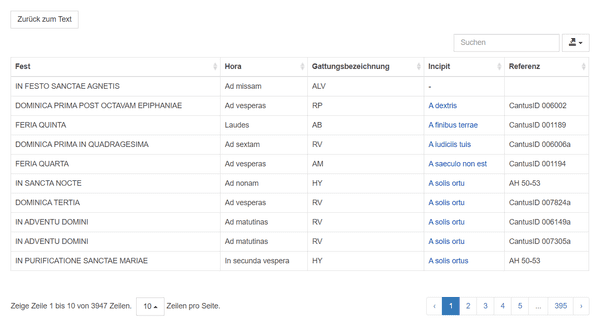 Zurück zum Text
Suchen
Fest Hora Gattungsbezeichnung Incipit Referenz
IN FESTO SANCTAE AGNETIS Ad missam ALV -
DOMINICA PRIMA POST OCTAVAM EPIPHANIAE Ad vesperas RP A dextris CantusID 006002
FERIA QUINTA Laudes AB A finibus terrae CantusID 001189
DOMINICA PRIMA IN QUADRAGESIMA Ad sextam RV A iudiciis tuis CantusID 006006a
FERIA QUARTA Ad vesperas AM A saeculo non est CantusID 001194
IN SANCTA NOCTE Ad nonam HY A solis ortu AH 50-53
DOMINICA TERTIA Ad vesperas RV A solis ortu CantusID 007824a
IN ADVENTU DOMINI Ad matutinas RV A solis ortu CantusID 006149a
IN ADVENTU DOMINI Ad matutinas RV A solis ortu CantusID 007305a
IN PURIFICATIONE SANCTAE MARIAE In secunda vespera HY A solis ortus AH 50-53
Zeige Zeile 1 bis 10 von 3947 Zeilen. 10 Zeilen pro Seite. ‹ 1 2 3 4 5 ... 395 ›